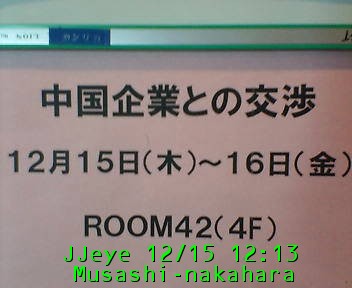 中国企業との交渉
12月15日(木)～16日(金)
ROOM42(4F)
JJeye 12/15 12:13
Musashi-nakahara